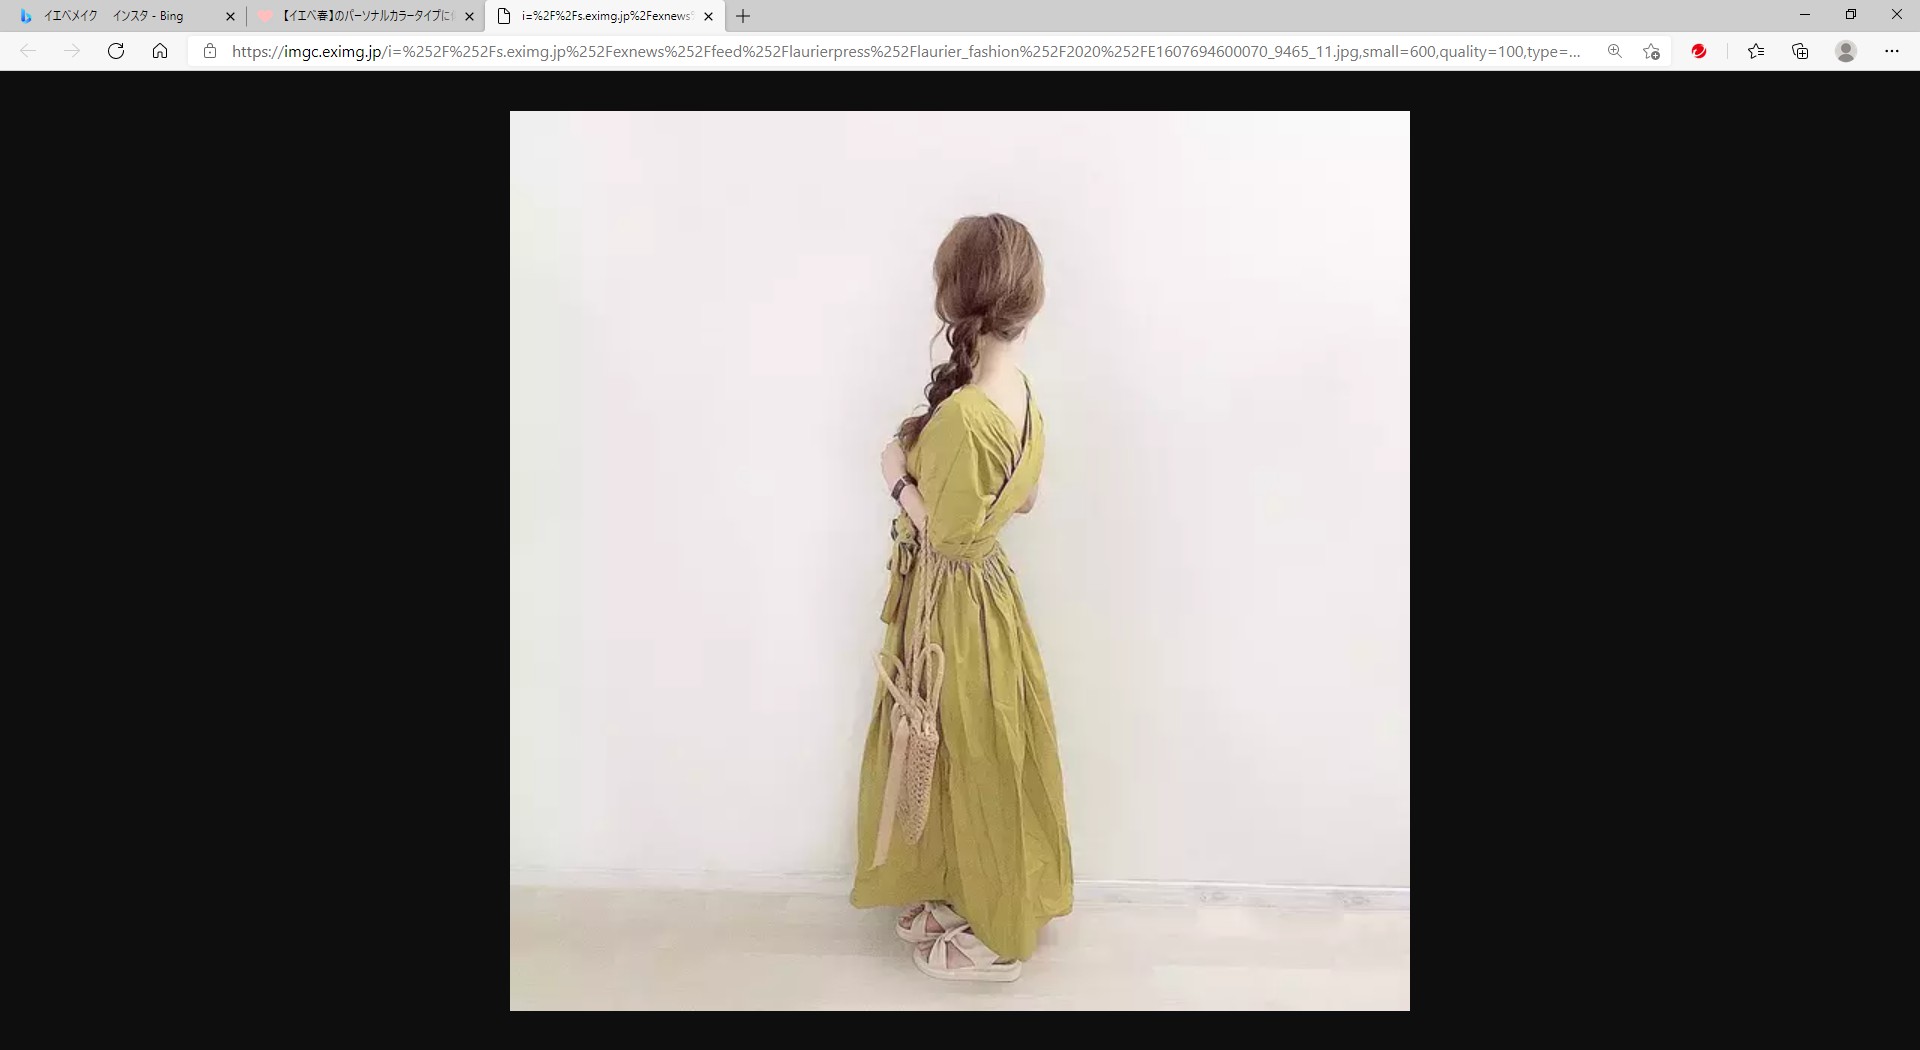 イエベメイク　インスタ - Bing
【イエベ春】のパーソナルカラータイプに
i=%2F%2Fs.eximg.jp%2Fexnews
https://imgc.eximg.jp/i=%252F%252Fs.eximg.jp%252Fexnews%252Ffeed%252Flaurierpress%252Flaurier_fashion%252F2020%252FE1607694600070_9465_11.jpg,small=600,quality=100,type=...